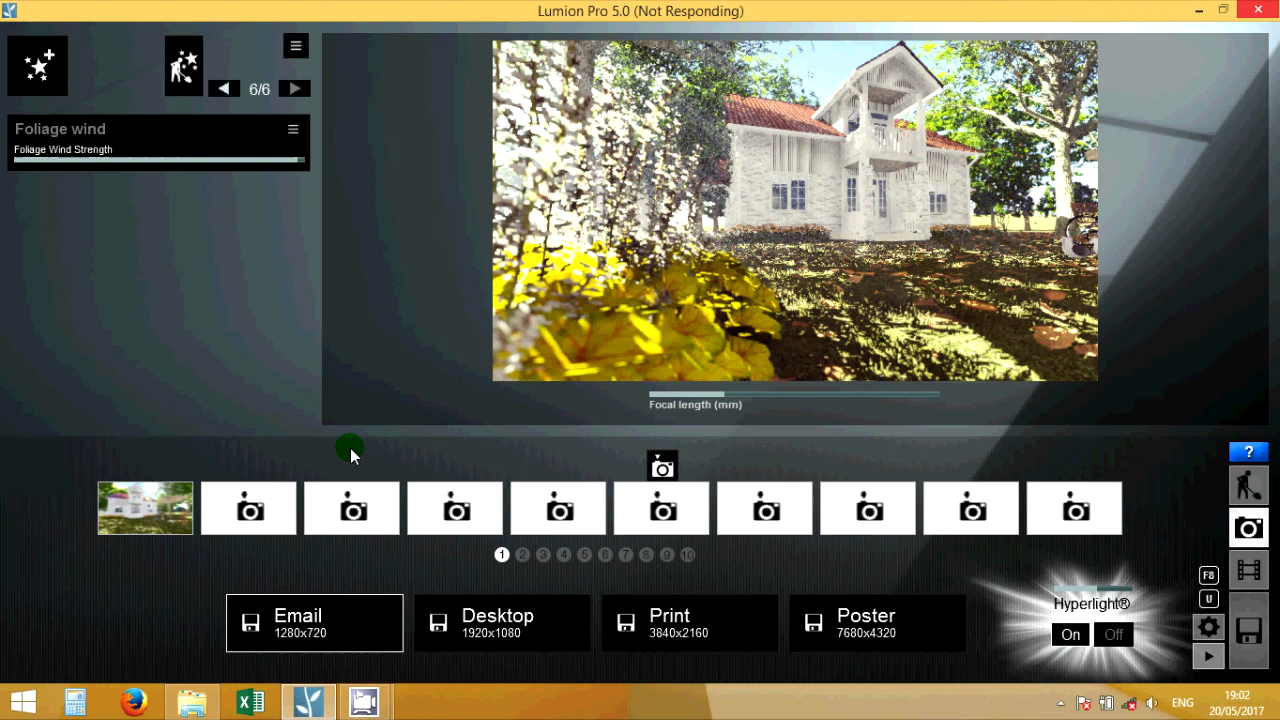 Lumion Pro 5.0 (Not Responding)
6/6
Foliage wind
Foliage Wind Strength
Focal length (mm)
?
1 2 3 4 5 6 7 8 9 10
F8
U
Email
1280x720
Desktop
1920x1080
Print
3840x2160
Poster
7680x4320
Hyperlight®
On Off
ENG
19:02
20/05/2017